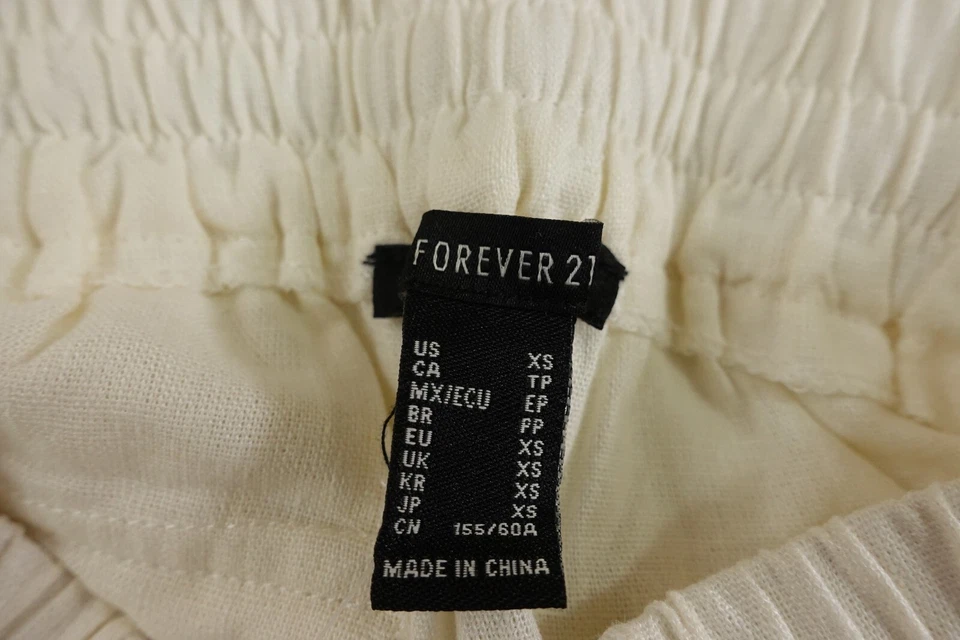 FOREVER 21
US XS
CA TP
MX/ECU EP
BR PP
EU XS
UK XS
KR XS
JP XS
CN 155/60A
MADE IN CHINA